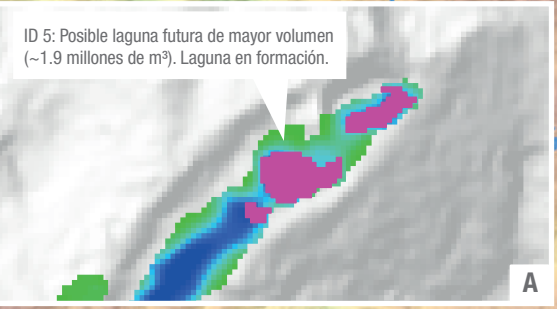 ID 5: Posible laguna futura de mayor volumen
(~1.9 millones de m³). Laguna en formación.
A